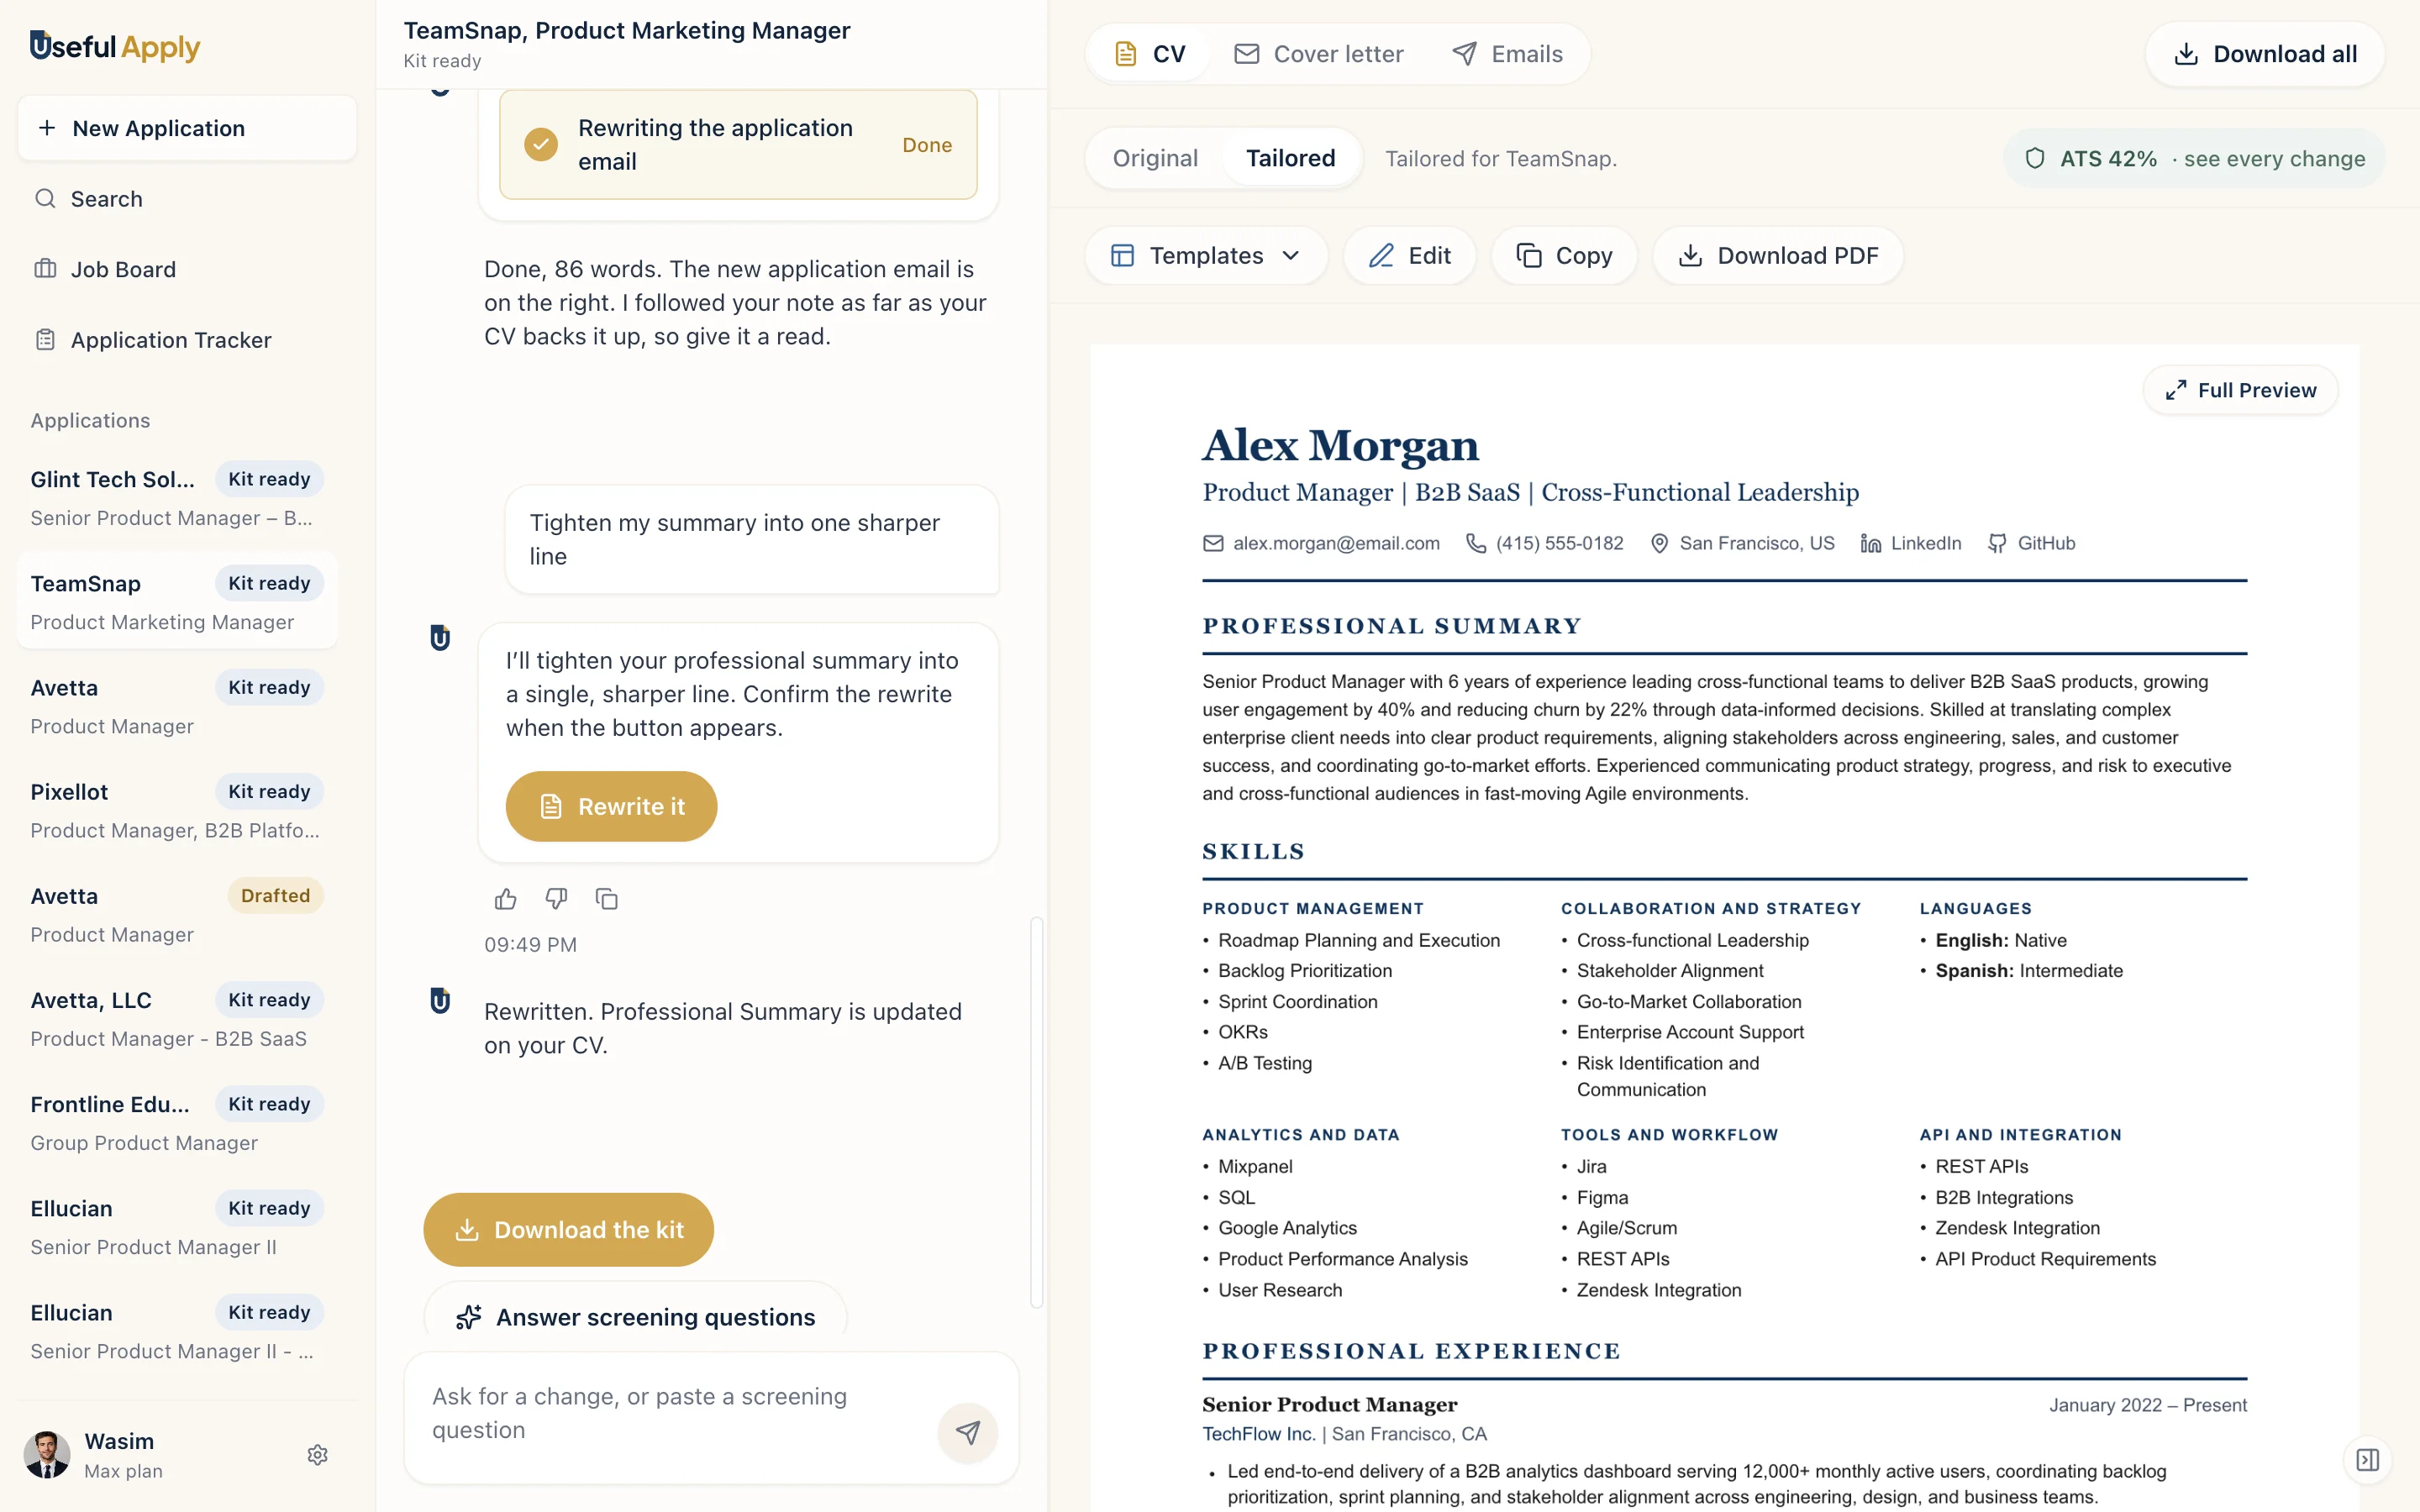 Useful Apply
New Application
Search
Job Board
Application Tracker
Applications
Glint Tech Sol... Kit ready
Senior Product Manager – B...
TeamSnap Kit ready
Product Marketing Manager
Avetta Kit ready
Product Manager
Pixellot Kit ready
Product Manager, B2B Platfo...
Avetta Drafted
Product Manager
Avetta, LLC Kit ready
Product Manager - B2B SaaS
Frontline Edu... Kit ready
Group Product Manager
Ellucian Kit ready
Senior Product Manager II
Ellucian Kit ready
Senior Product Manager II - ...
Wasim
Max plan
TeamSnap, Product Marketing Manager
Kit ready
Rewriting the application
email
Done
Done, 86 words. The new application email is
on the right. I followed your note as far as your
CV backs it up, so give it a read.
Tighten my summary into one sharper
line
I’ll tighten your professional summary into
a single, sharper line. Confirm the rewrite
when the button appears.
Rewrite it
09:49 PM
Rewritten. Professional Summary is updated
on your CV.
Download the kit
Answer screening questions
Ask for a change, or paste a screening
question
CV Cover letter Emails Download all
Original Tailored Tailored for TeamSnap. ATS 42% · see every change
Templates Edit Copy Download PDF
Full Preview
Alex Morgan
Product Manager | B2B SaaS | Cross-Functional Leadership
alex.morgan@email.com (415) 555-0182 San Francisco, US LinkedIn GitHub
PROFESSIONAL SUMMARY
Senior Product Manager with 6 years of experience leading cross-functional teams to deliver B2B SaaS products, growing
user engagement by 40% and reducing churn by 22% through data-informed decisions. Skilled at translating complex
enterprise client needs into clear product requirements, aligning stakeholders across engineering, sales, and customer
success, and coordinating go-to-market efforts. Experienced communicating product strategy, progress, and risk to executive
and cross-functional audiences in fast-moving Agile environments.
SKILLS
PRODUCT MANAGEMENT
• Roadmap Planning and Execution
• Backlog Prioritization
• Sprint Coordination
• OKRs
• A/B Testing
COLLABORATION AND STRATEGY
• Cross-functional Leadership
• Stakeholder Alignment
• Go-to-Market Collaboration
• Enterprise Account Support
• Risk Identification and
Communication
LANGUAGES
• English: Native
• Spanish: Intermediate
ANALYTICS AND DATA
• Mixpanel
• SQL
• Google Analytics
• Product Performance Analysis
• User Research
TOOLS AND WORKFLOW
• Jira
• Figma
• Agile/Scrum
• REST APIs
• Zendesk Integration
API AND INTEGRATION
• REST APIs
• B2B Integrations
• Zendesk Integration
• API Product Requirements
PROFESSIONAL EXPERIENCE
Senior Product Manager January 2022 – Present
TechFlow Inc. | San Francisco, CA
• Led end-to-end delivery of a B2B analytics dashboard serving 12,000+ monthly active users, coordinating backlog
prioritization, sprint planning, and stakeholder alignment across engineering, design, and business teams.